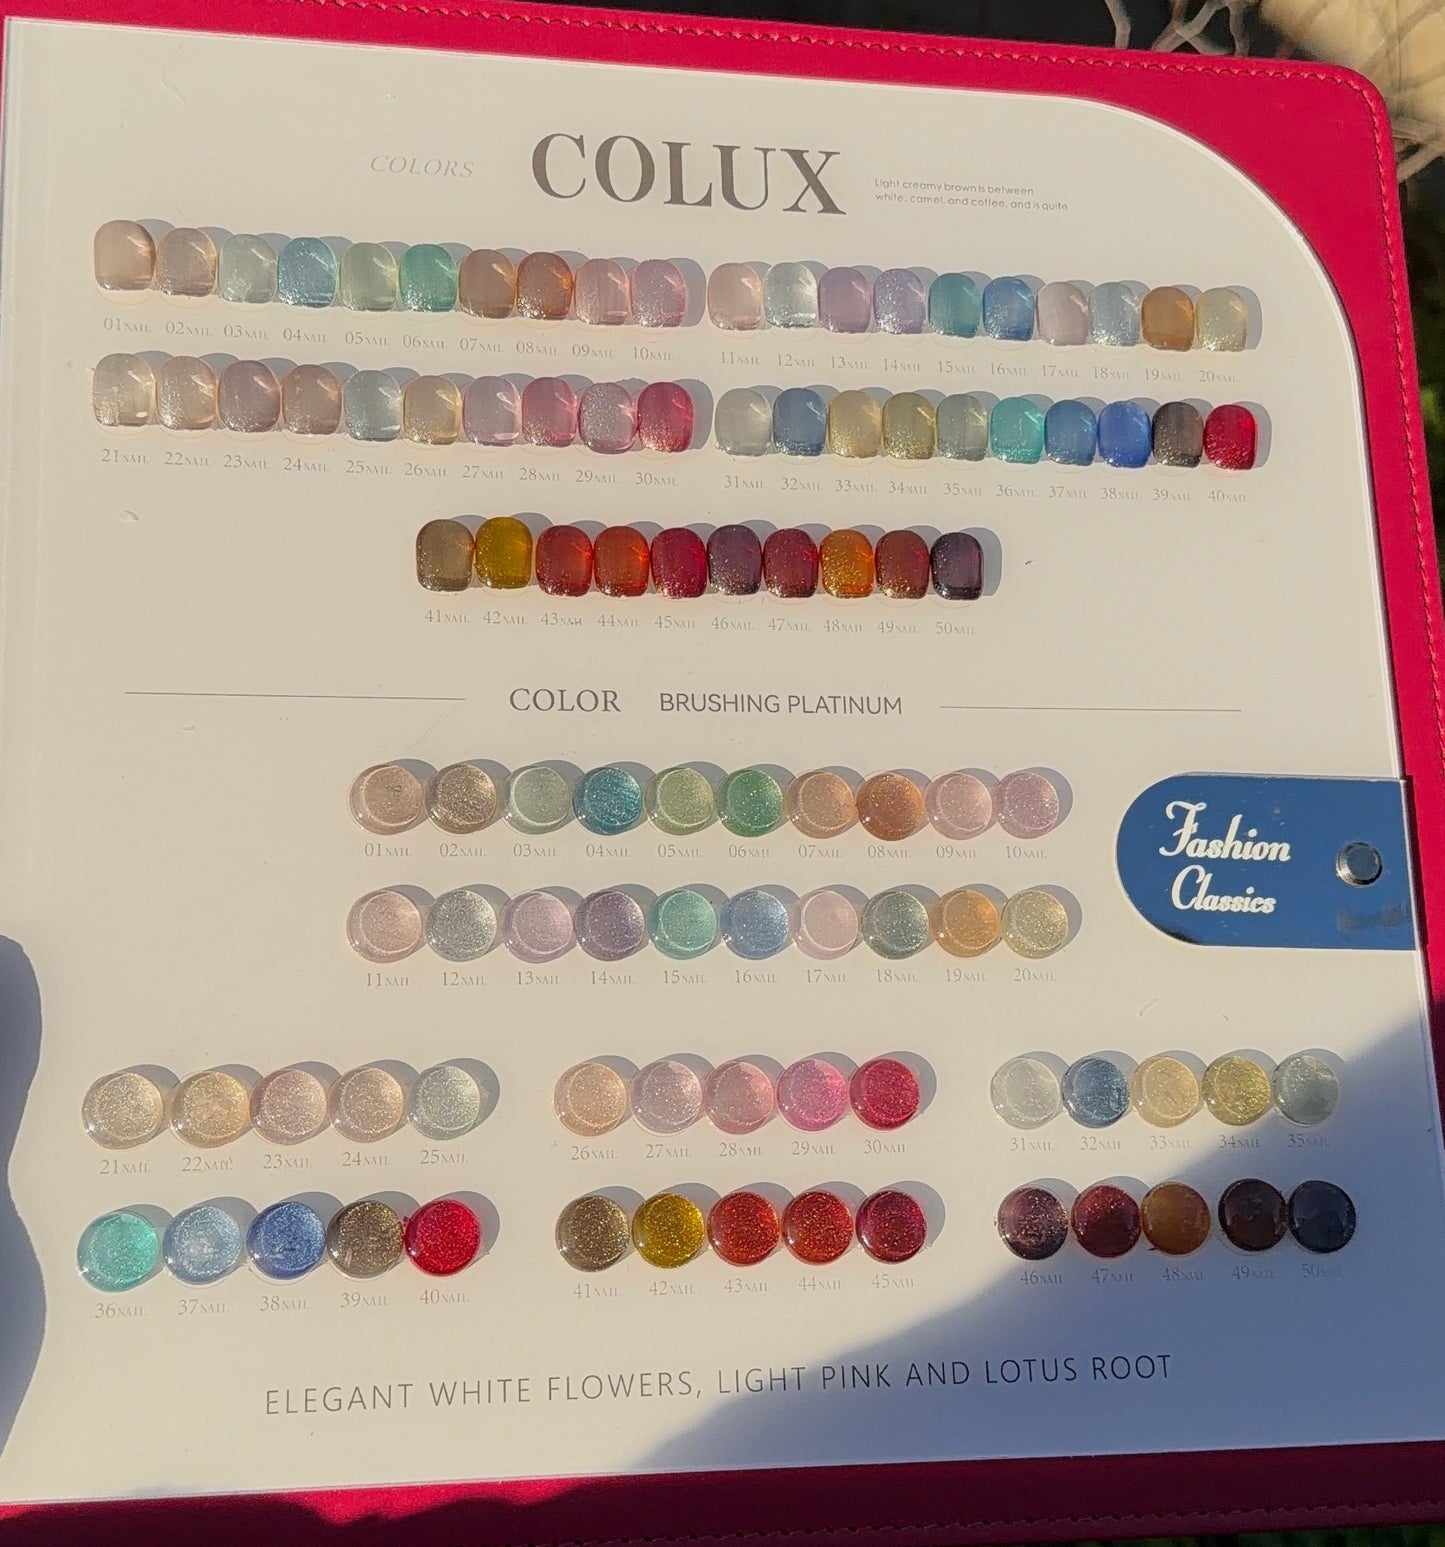 COLORS
COLUX
Light creamy brown is between
white, camel, and coffee, and is quite
01NAIL 02NAIL 03NAIL 04NAIL 05NAIL 06NAIL 07NAIL 08NAIL 09NAIL 10NAIL 11NAIL 12NAIL 13NAIL 14NAIL 15NAIL 16NAIL 17NAIL 18NAIL 19NAIL 20NAIL
21NAIL 22NAIL 23NAIL 24NAIL 25NAIL 26NAIL 27NAIL 28NAIL 29NAIL 30NAIL 31NAIL 32NAIL 33NAIL 34NAIL 35NAIL 36NAIL 37NAIL 38NAIL 39NAIL 40NAIL
41NAIL 42NAIL 43NAIL 44NAIL 45NAIL 46NAIL 47NAIL 48NAIL 49NAIL 50NAIL
COLOR BRUSHING PLATINUM
01NAIL 02NAIL 03NAIL 04NAIL 05NAIL 06NAIL 07NAIL 08NAIL 09NAIL 10NAIL
Fashion
Classics
11NAIL 12NAIL 13NAIL 14NAIL 15NAIL 16NAIL 17NAIL 18NAIL 19NAIL 20NAIL
21NAIL 22NAIL 23NAIL 24NAIL 25NAIL 26NAIL 27NAIL 28NAIL 29NAIL 30NAIL 31NAIL 32NAIL 33NAIL 34NAIL 35NAIL
36NAIL 37NAIL 38NAIL 39NAIL 40NAIL 41NAIL 42NAIL 43NAIL 44NAIL 45NAIL 46NAIL 47NAIL 48NAIL 49NAIL 50NAIL
ELEGANT WHITE FLOWERS, LIGHT PINK AND LOTUS ROOT